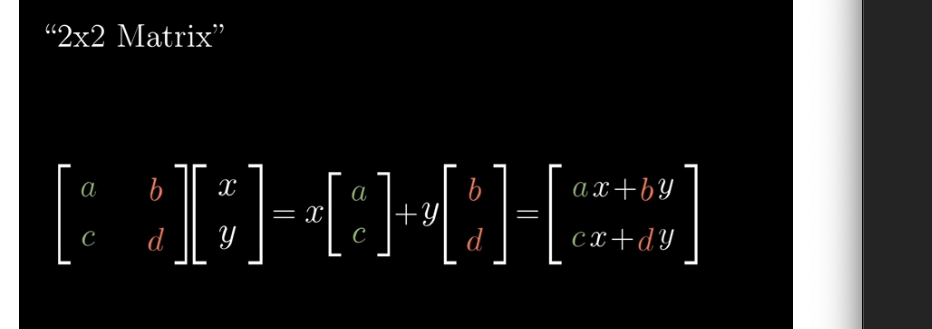 “2x2 Matrix”
[a b; c d][x; y] = x[a; c] + y[b; d] = [ax+by; cx+dy]